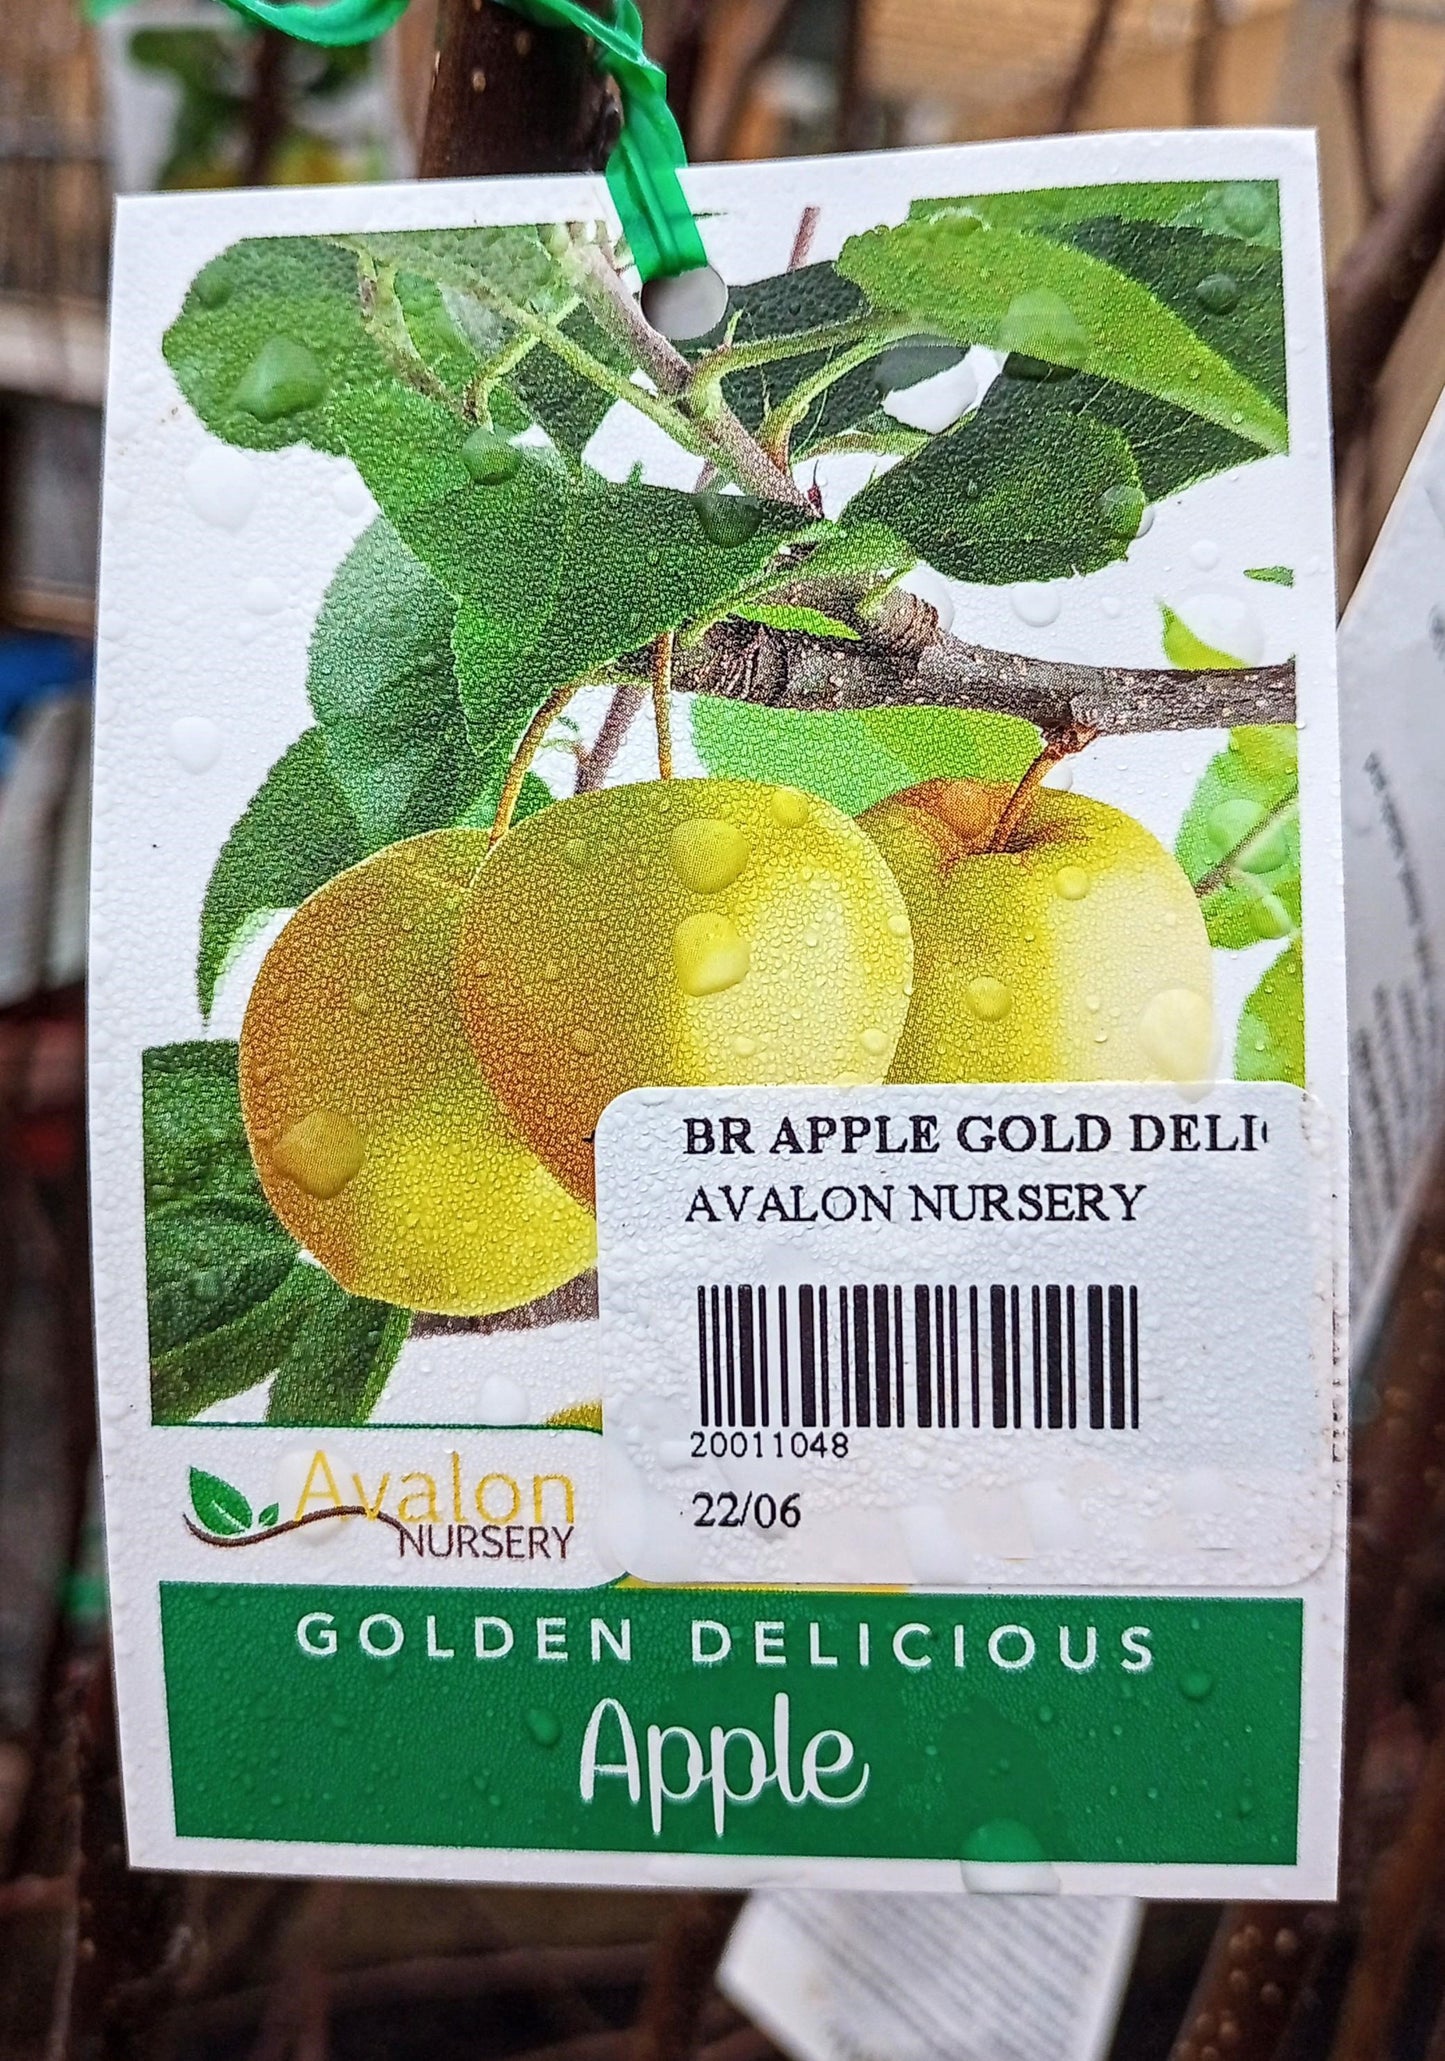 BR APPLE GOLD DELI
AVALON NURSERY
20011048
22/06
Avalon
NURSERY
GOLDEN DELICIOUS
Apple